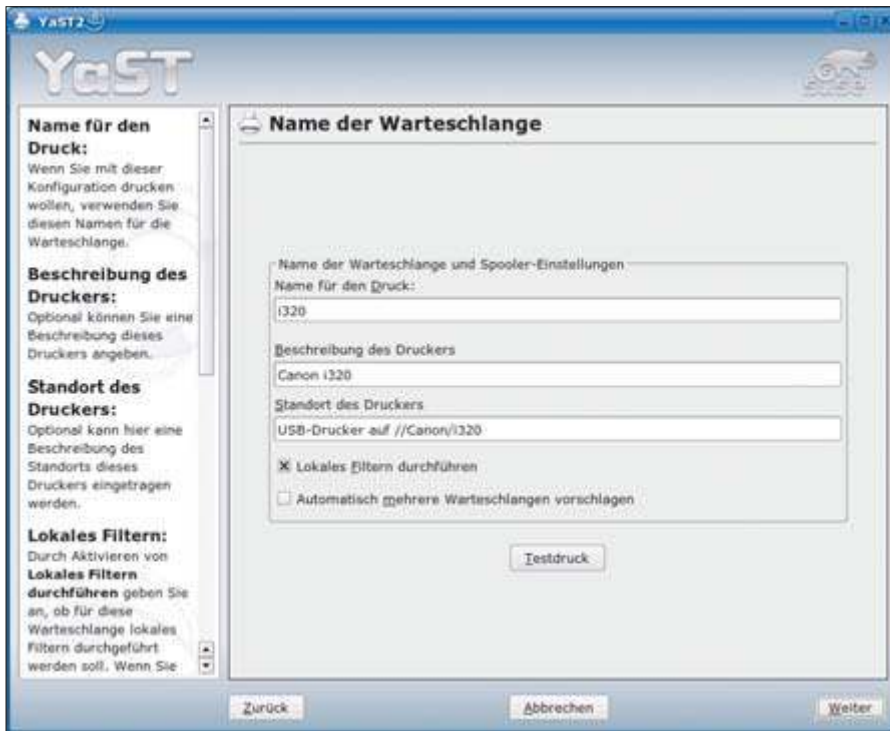 YaST2
YaST
SUSE
Name für den
Druck:
Wenn Sie mit dieser
Konfiguration drucken
wollen, verwenden Sie
diesen Namen für die
Warteschlange.
Beschreibung des
Druckers:
Optional können Sie eine
Beschreibung dieses
Druckers angeben.
Standort des
Druckers:
Optional kann hier eine
Beschreibung des
Standorts dieses
Druckers eingetragen
werden.
Lokales Filtern:
Durch Aktivieren von
Lokales Filtern
durchführen geben Sie
an, ob für diese
Warteschlange lokales
Filtern durchgeführt
werden soll. Wenn Sie
Name der Warteschlange
Name der Warteschlange und Spooler-Einstellungen
Name für den Druck:
i320
Beschreibung des Druckers
Canon i320
Standort des Druckers
USB-Drucker auf //Canon/i320
Lokales Filtern durchführen
Automatisch mehrere Warteschlangen vorschlagen
Testdruck
Zurück
Abbrechen
Weiter